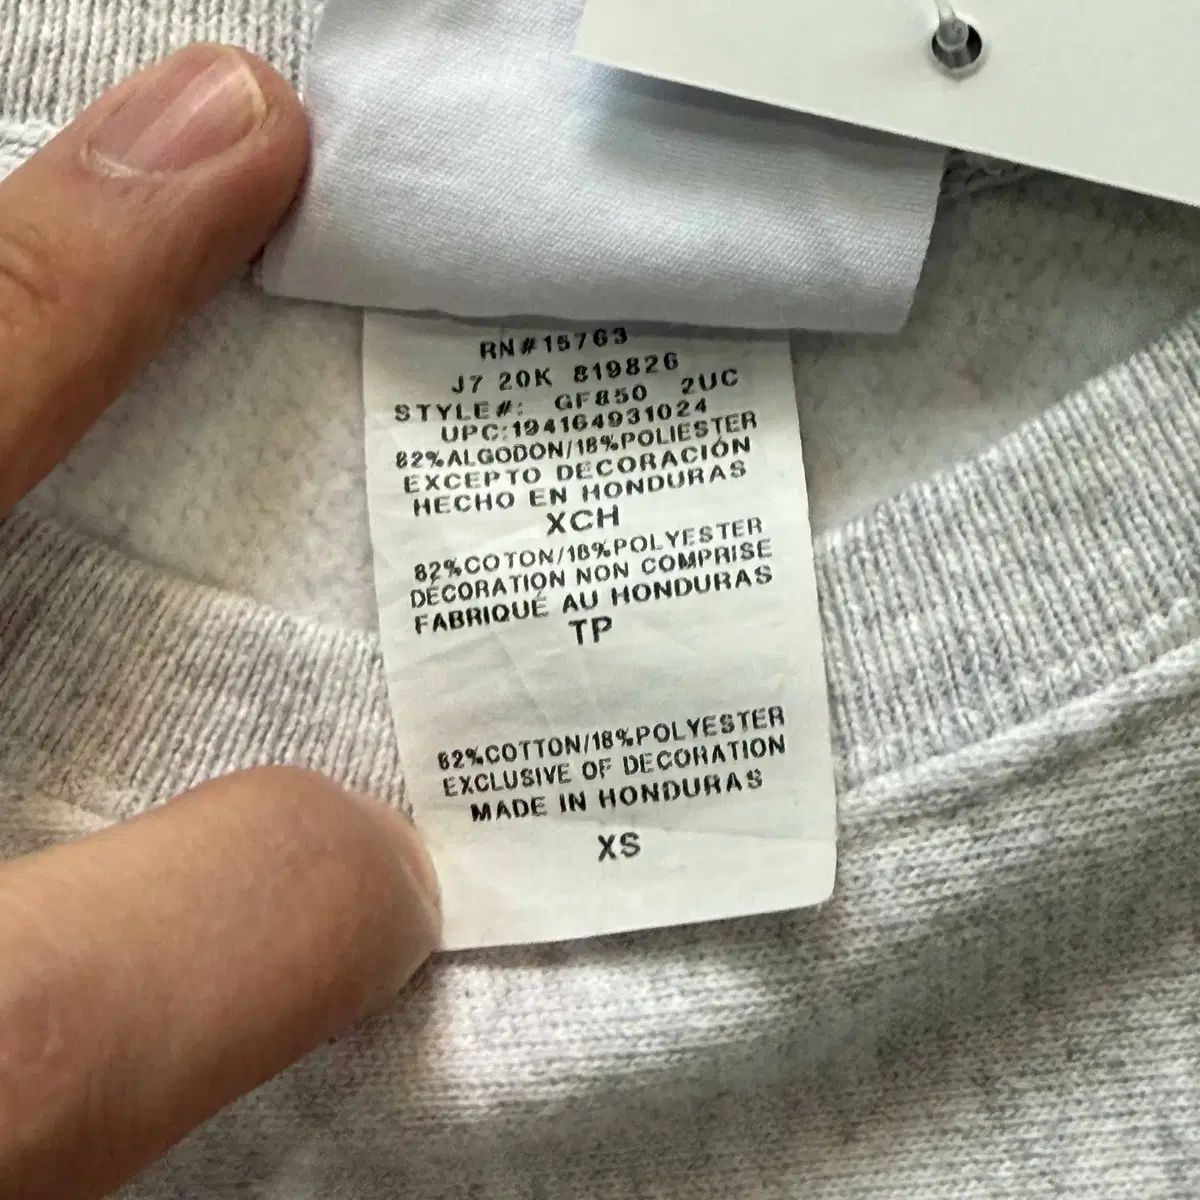 RN#15763
J7 20K 819826
STYLE#: GF850 2UC
UPC:194164931024
82%ALGODON/18%POLIESTER
EXCEPTO DECORACIÓN
HECHO EN HONDURAS
XCH
82%COTON/18%POLYESTER
DÉCORATION NON COMPRISE
FABRIQUÉ AU HONDURAS
TP
82%COTTON/18%POLYESTER
EXCLUSIVE OF DECORATION
MADE IN HONDURAS
XS